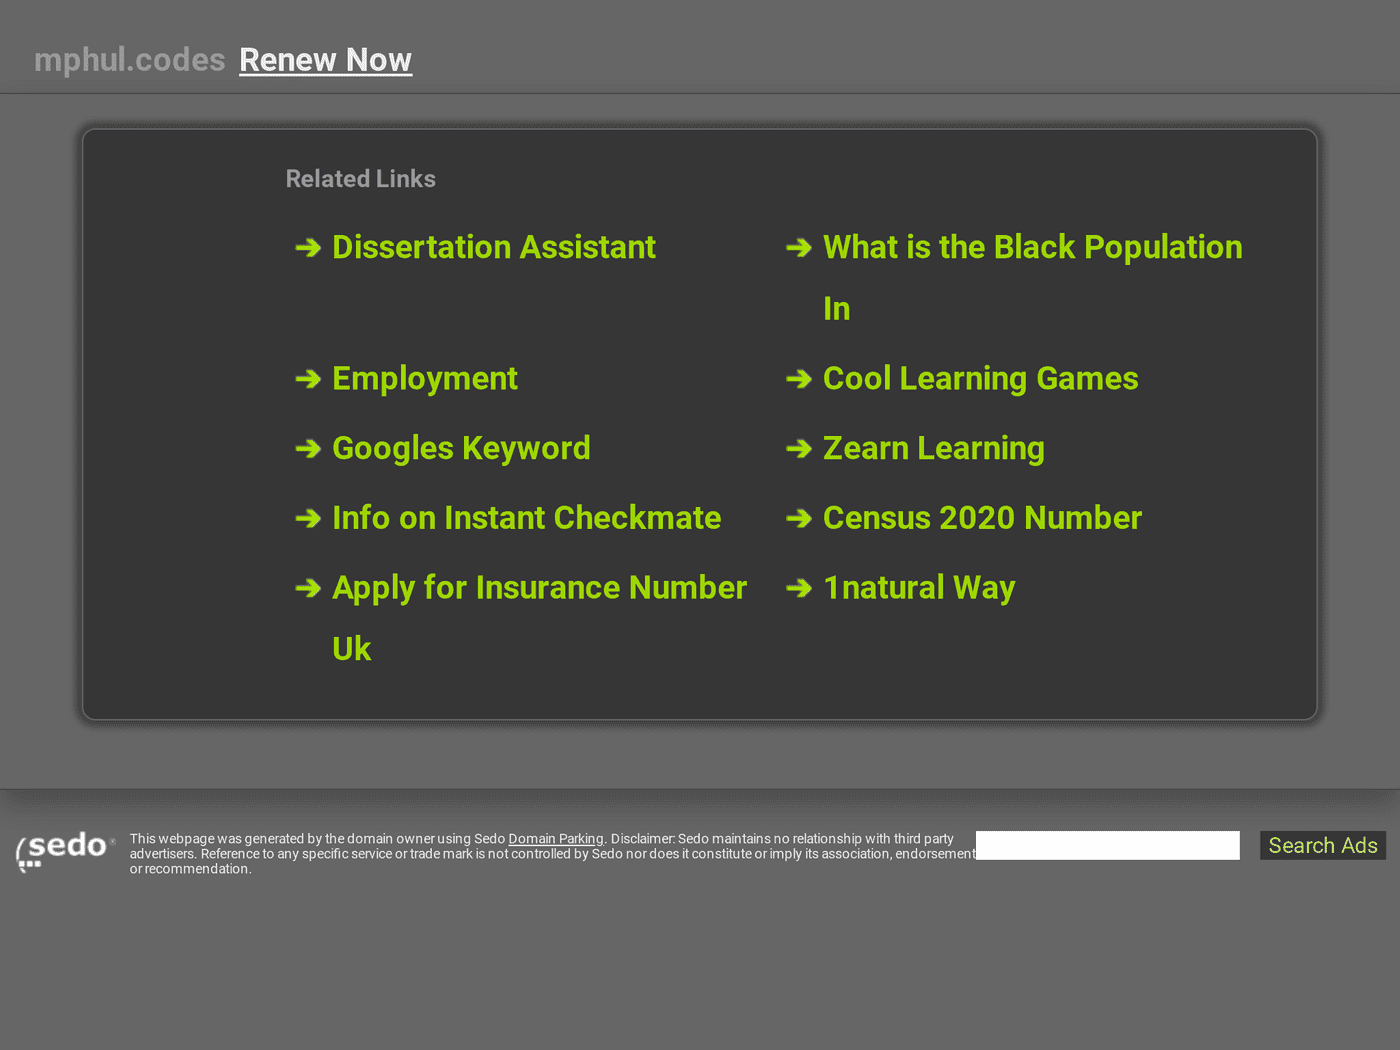 mphul.codes Renew Now
Related Links
Dissertation Assistant
What is the Black Population
In
Employment
Cool Learning Games
Googles Keyword
Zearn Learning
Info on Instant Checkmate
Census 2020 Number
Apply for Insurance Number
Uk
1natural Way
sedo
This webpage was generated by the domain owner using Sedo Domain Parking. Disclaimer: Sedo maintains no relationship with third party
advertisers. Reference to any specific service or trade mark is not controlled by Sedo nor does it constitute or imply its association, endorsement
or recommendation.
Search Ads